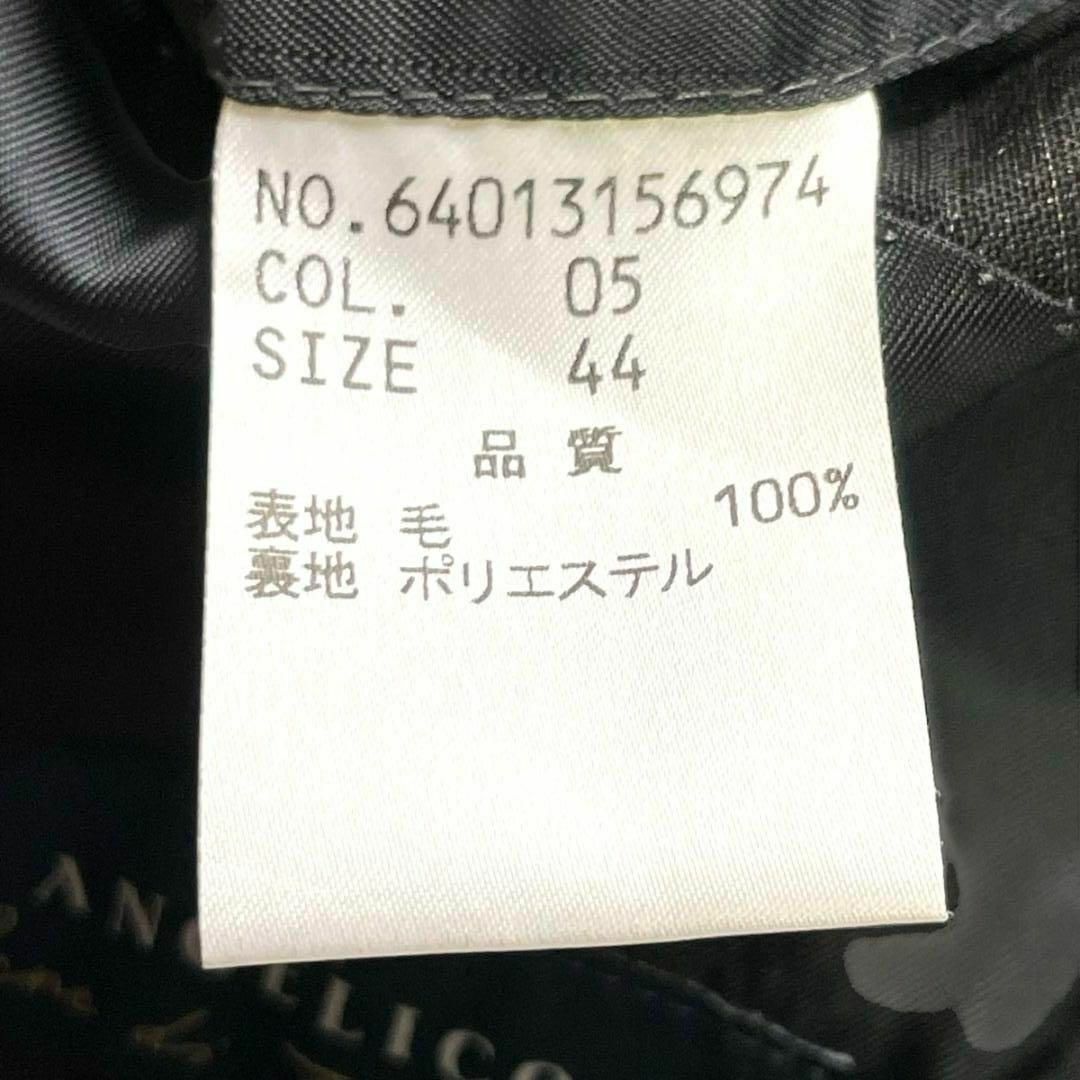 NO.64013156974
COL. 05
SIZE 44
品質
表地 毛 100%
裏地 ポリエステル
ANGELICO